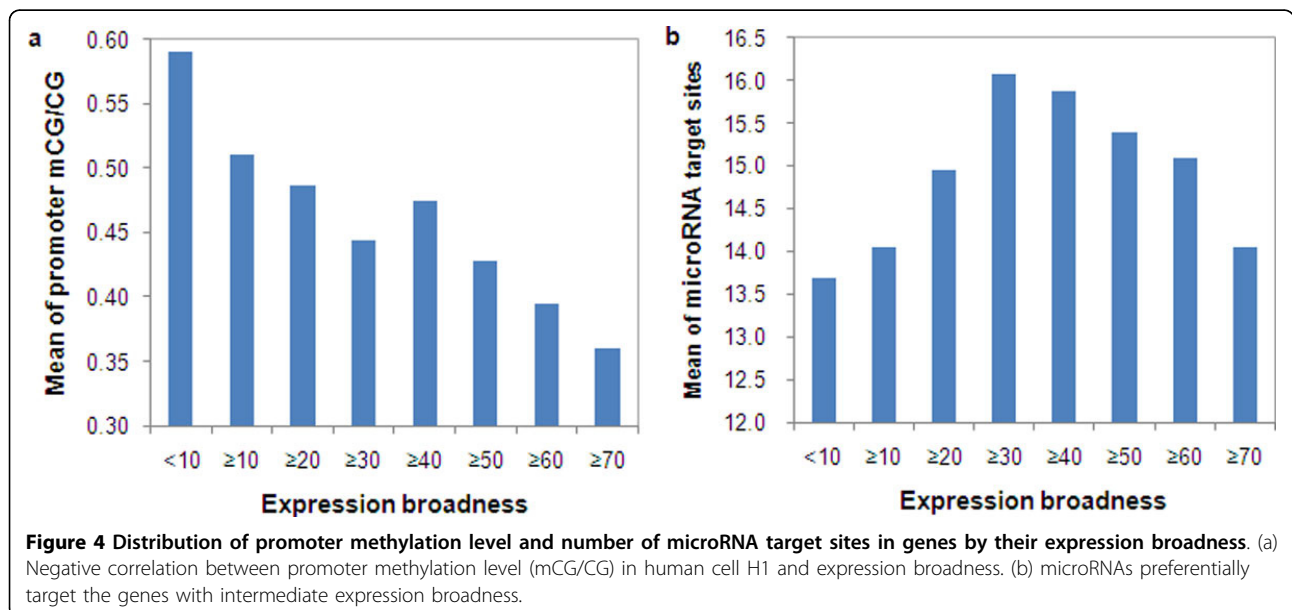 a
Mean of promoter mCG/CG
0.60
0.55
0.50
0.45
0.40
0.35
0.30
<10 ≥10 ≥20 ≥30 ≥40 ≥50 ≥60 ≥70
Expression broadness
b
Mean of microRNA target sites
16.5
16.0
15.5
15.0
14.5
14.0
13.5
13.0
12.5
12.0
<10 ≥10 ≥20 ≥30 ≥40 ≥50 ≥60 ≥70
Expression broadness
Figure 4 Distribution of promoter methylation level and number of microRNA target sites in genes by their expression broadness. (a)
Negative correlation between promoter methylation level (mCG/CG) in human cell H1 and expression broadness. (b) microRNAs preferentially
target the genes with intermediate expression broadness.